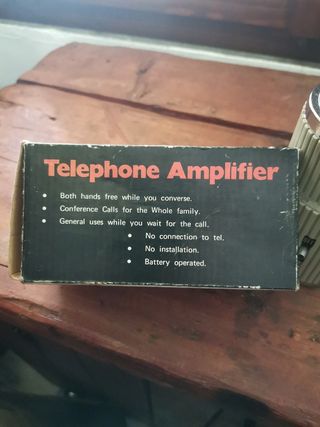 Telephone Amplifier
• Both hands free while you converse.
• Conference Calls for the Whole family.
• General uses while you wait for the call.
• No connection to tel.
• No installation.
• Battery operated.